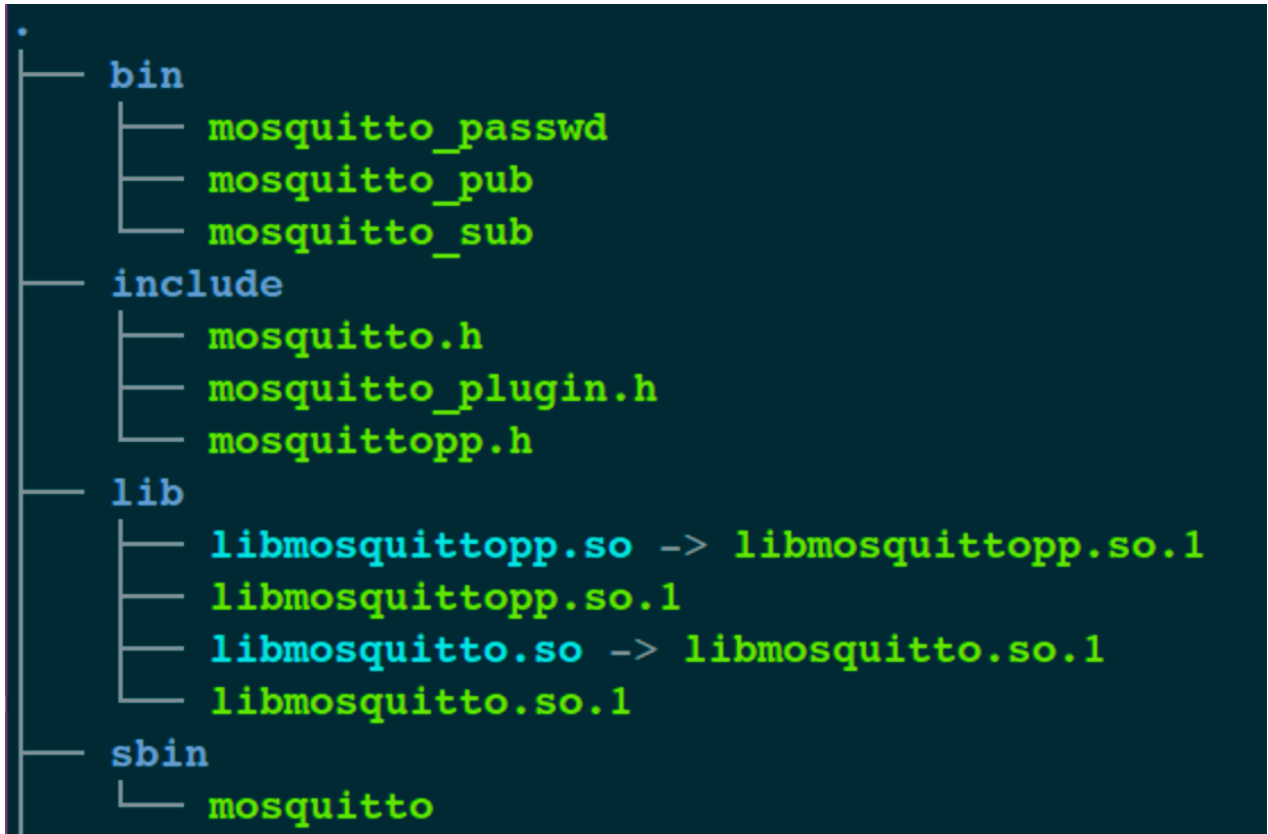 .
├── bin
│   ├── mosquitto_passwd
│   ├── mosquitto_pub
│   └── mosquitto_sub
├── include
│   ├── mosquitto.h
│   ├── mosquitto_plugin.h
│   └── mosquittopp.h
├── lib
│   ├── libmosquittopp.so -> libmosquittopp.so.1
│   ├── libmosquittopp.so.1
│   ├── libmosquitto.so -> libmosquitto.so.1
│   └── libmosquitto.so.1
├── sbin
│   └── mosquitto